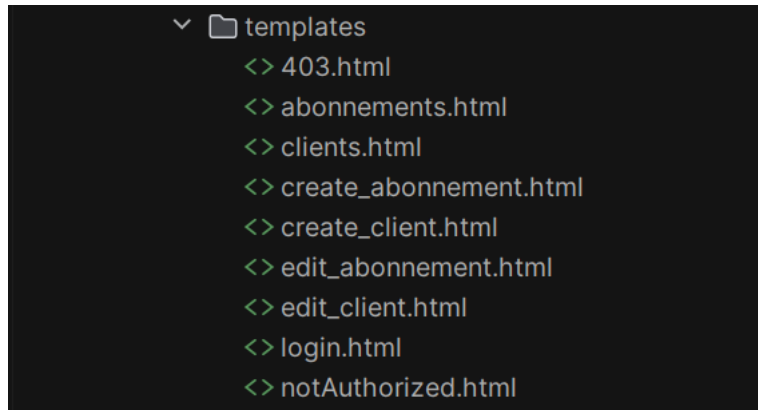 templates
<> 403.html
<> abonnements.html
<> clients.html
<> create_abonnement.html
<> create_client.html
<> edit_abonnement.html
<> edit_client.html
<> login.html
<> notAuthorized.html